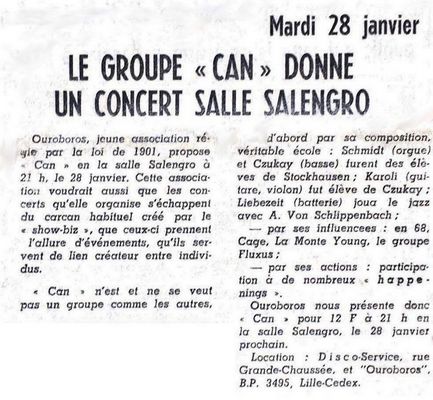 Mardi 28 janvier
LE GROUPE « CAN » DONNE
UN CONCERT SALLE SALENGRO
Ouroboros, jeune association ré-
gie par la loi de 1901, propose
« Can » en la salle Salengro à
21 h, le 28 janvier. Cette associa-
tion voudrait aussi que les con-
certs qu'elle organise s'échappent
du carcan habituel créé par le
« show-biz », que ceux-ci prennent
l'allure d'événements, qu'ils ser-
vent de lien créateur entre indivi-
dus.
« Can » n'est et ne se veut
pas un groupe comme les autres,
d'abord par sa composition,
véritable école : Schmidt (orgue)
et Czukay (basse) furent des élè-
ves de Stockhausen ; Karoli (gui-
tare, violon) fut élève de Czukay ;
Liebezeit (batterie) joua le jazz
avec A. Von Schlippenbach ;
— par ses influencees : en 68,
Cage, La Monte Young, le groupe
Fluxus ;
— par ses actions : participa-
tion à de nombreux « happe-
nings ».
Ouroboros nous présente donc
« Can » pour 12 F à 21 h en
la salle Salengro, le 28 janvier
prochain.
Location : Disco-Service, rue
Grande-Chaussée, et "Ouroboros",
B.P. 3495, Lille-Cedex.